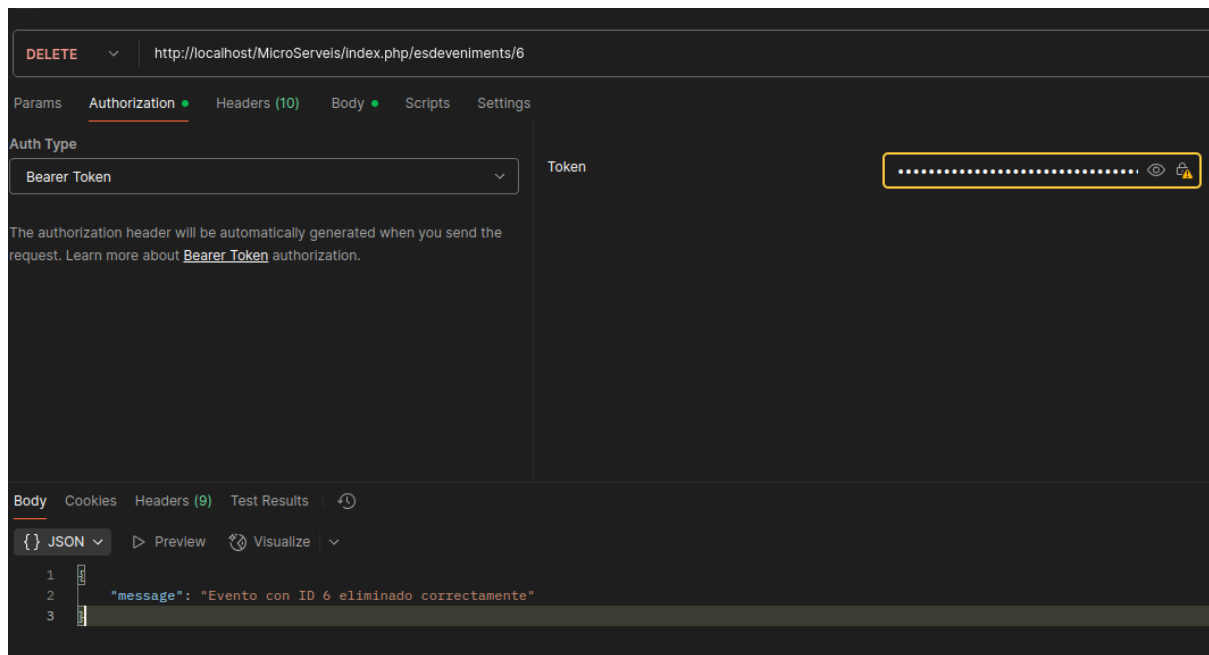 DELETE http://localhost/MicroServeis/index.php/esdeveniments/6
Params Authorization Headers (10) Body Scripts Settings
Auth Type
Bearer Token
Token
The authorization header will be automatically generated when you send the
request. Learn more about Bearer Token authorization.
Body Cookies Headers (9) Test Results
{} JSON Preview Visualize
1 {
2 "message": "Evento con ID 6 eliminado correctamente"
3 }